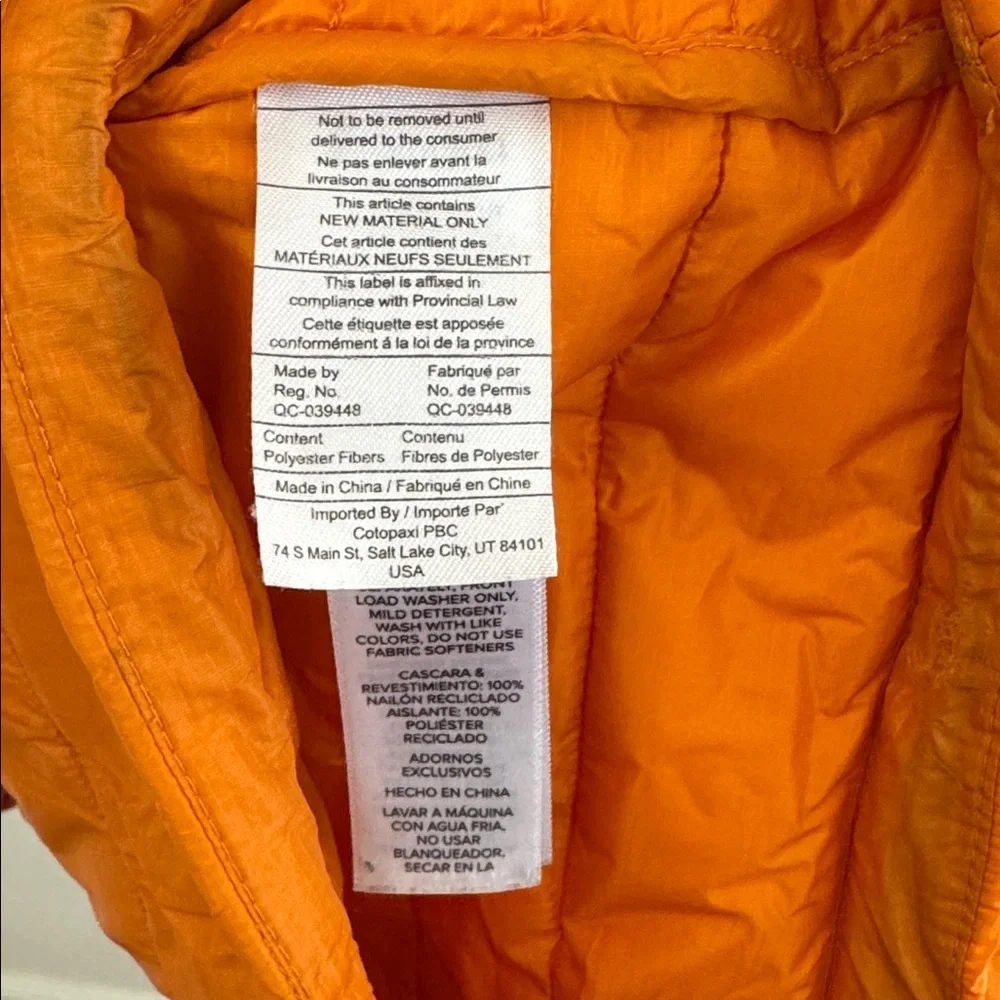 Not to be removed until
delivered to the consumer
Ne pas enlever avant la
livraison au consommateur
This article contains
NEW MATERIAL ONLY
Cet article contient des
MATÉRIAUX NEUFS SEULEMENT
This label is affixed in
compliance with Provincial Law
Cette étiquette est apposée
conformément á la loi de la province
Made by Fabriqué par
Reg. No. No. de Permis
QC-039448 QC-039448
Content Contenu
Polyester Fibers Fibres de Polyester
Made in China / Fabriqué en Chine
Imported By / Importé Par
Cotopaxi PBC
74 S Main St, Salt Lake City, UT 84101
USA
SEPARATELY, FRONT
LOAD WASHER ONLY,
MILD DETERGENT,
WASH WITH LIKE
COLORS, DO NOT USE
FABRIC SOFTENERS
CASCARA &
REVESTIMIENTO: 100%
NAILÓN RECLICLADO
AISLANTE: 100%
POLIÉSTER
RECICLADO
ADORNOS
EXCLUSIVOS
HECHO EN CHINA
LAVAR A MÁQUINA
CON AGUA FRIA,
NO USAR
BLANQUEADOR,
SECAR EN LA